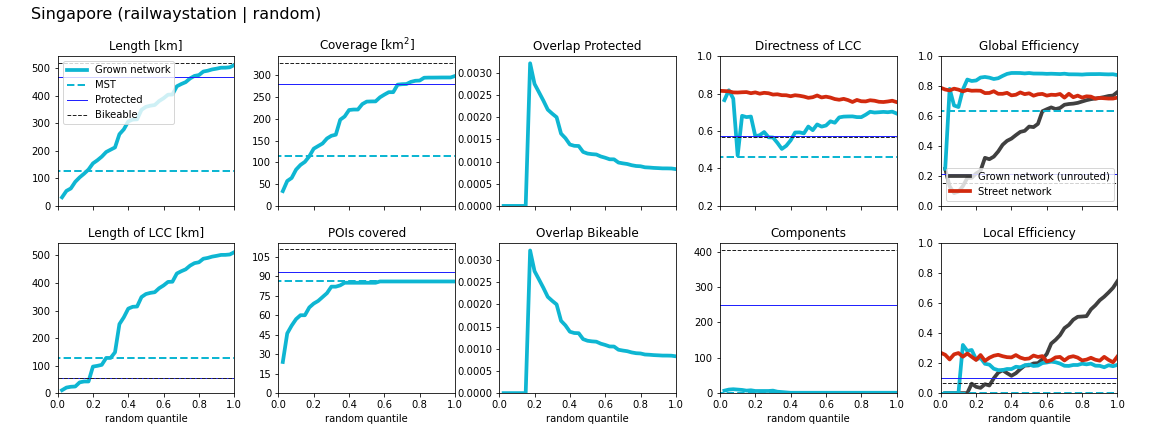 Singapore (railwaystation | random)
Length [km]
Coverage [km²]
Overlap Protected
Directness of LCC
Global Efficiency
500
400
300
200
100
0
Grown network
MST
Protected
Bikeable
300
250
200
150
100
50
0
0.0030
0.0025
0.0020
0.0015
0.0010
0.0005
0.0000
1.0
0.8
0.6
0.4
0.2
1.0
0.8
0.6
0.4
0.2
0.0
Grown network (unrouted)
Street network
Length of LCC [km]
POIs covered
Overlap Bikeable
Components
Local Efficiency
500
400
300
200
100
0
0.0 0.2 0.4 0.6 0.8 1.0
random quantile
105
90
75
60
45
30
15
0.0 0.2 0.4 0.6 0.8 1.0
random quantile
0.0030
0.0025
0.0020
0.0015
0.0010
0.0005
0.0000
0.0 0.2 0.4 0.6 0.8 1.0
random quantile
400
300
200
100
0
0.0 0.2 0.4 0.6 0.8 1.0
random quantile
1.0
0.8
0.6
0.4
0.2
0.0
0.0 0.2 0.4 0.6 0.8 1.0
random quantile